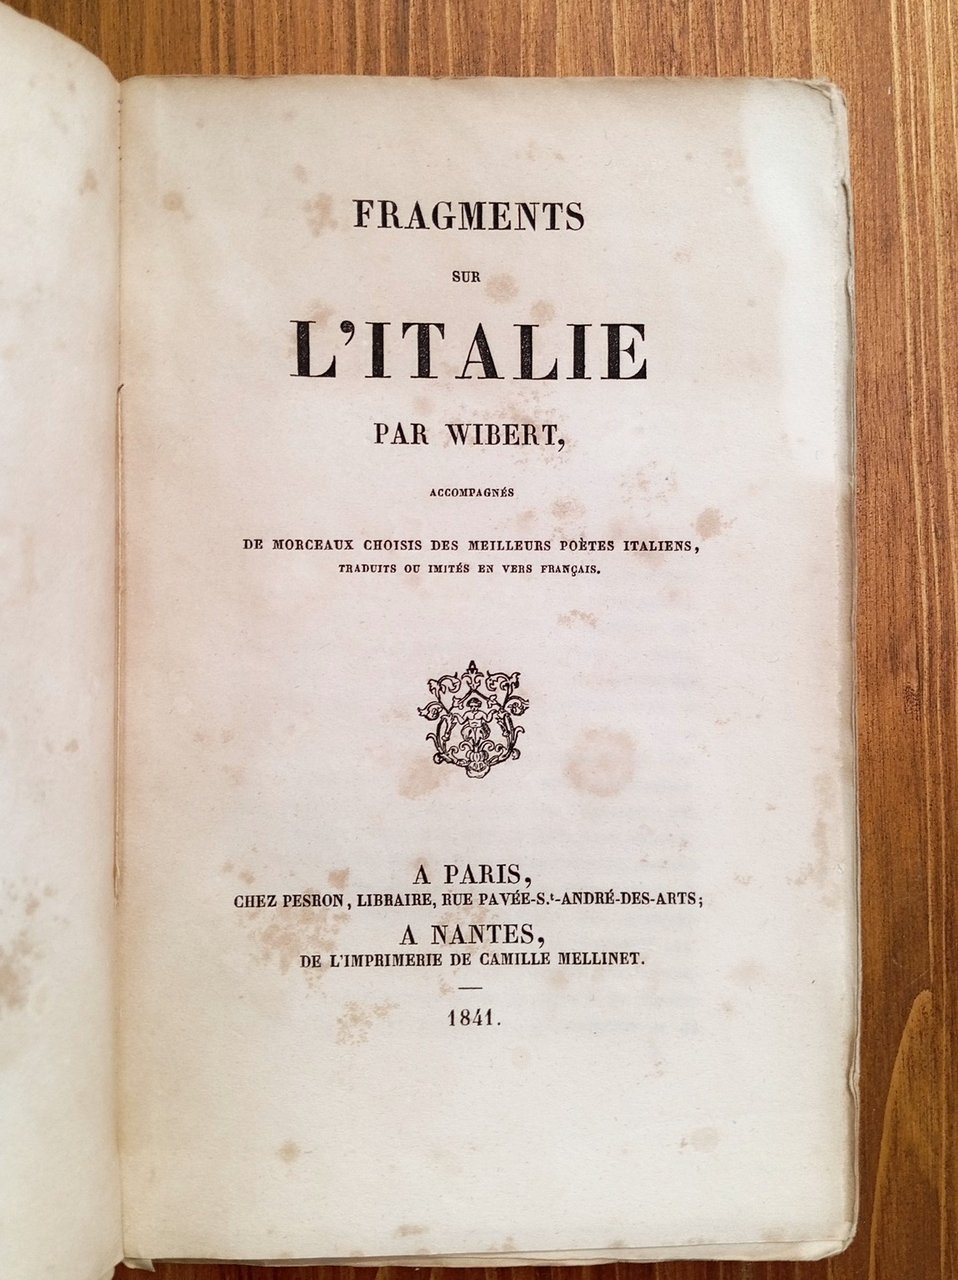 FRAGMENTS
SUR
L'ITALIE
PAR WIBERT,
ACCOMPAGNÉS
DE MORCEAUX CHOISIS DES MEILLEURS POÈTES ITALIENS,
TRADUITS OU IMITÉS EN VERS FRANÇAIS.
A PARIS,
CHEZ PESRON, LIBRAIRE, RUE PAVÉE-S.t-ANDRÉ-DES-ARTS;
A NANTES,
DE L'IMPRIMERIE DE CAMILLE MELLINET.
1841.